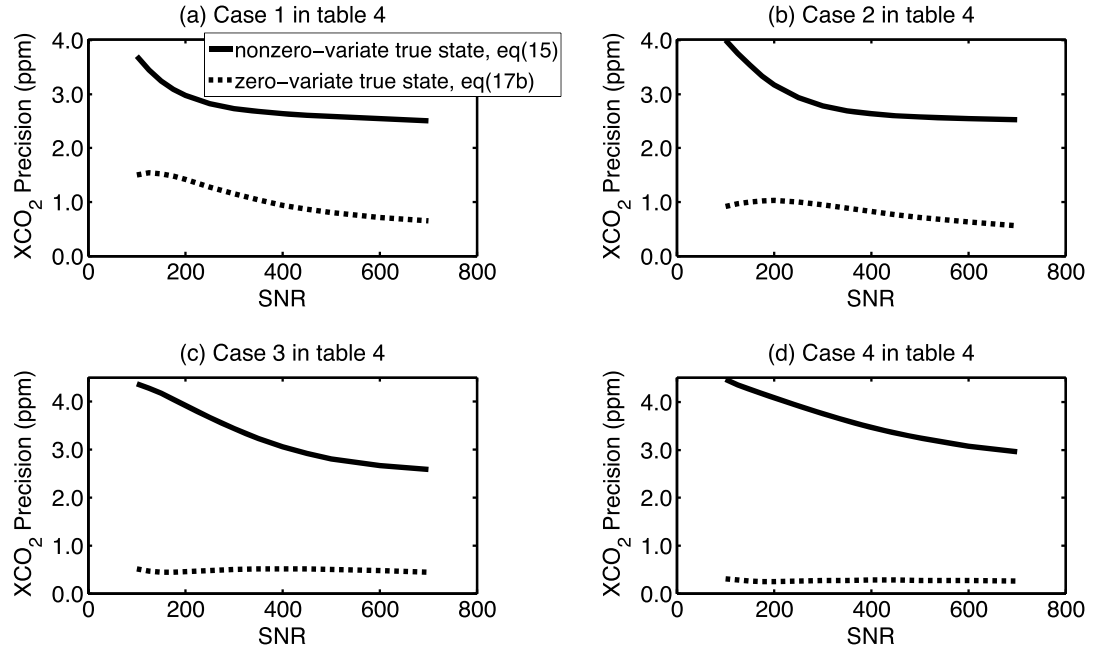 (a) Case 1 in table 4
XCO2 Precision (ppm)
4.0
3.0
2.0
1.0
0.0
0 200 400 600 800
SNR
nonzero−variate true state, eq(15)
zero−variate true state, eq(17b)
(b) Case 2 in table 4
XCO2 Precision (ppm)
4.0
3.0
2.0
1.0
0.0
0 200 400 600 800
SNR
(c) Case 3 in table 4
XCO2 Precision (ppm)
4.0
3.0
2.0
1.0
0.0
0 200 400 600 800
SNR
(d) Case 4 in table 4
XCO2 Precision (ppm)
4.0
3.0
2.0
1.0
0.0
0 200 400 600 800
SNR